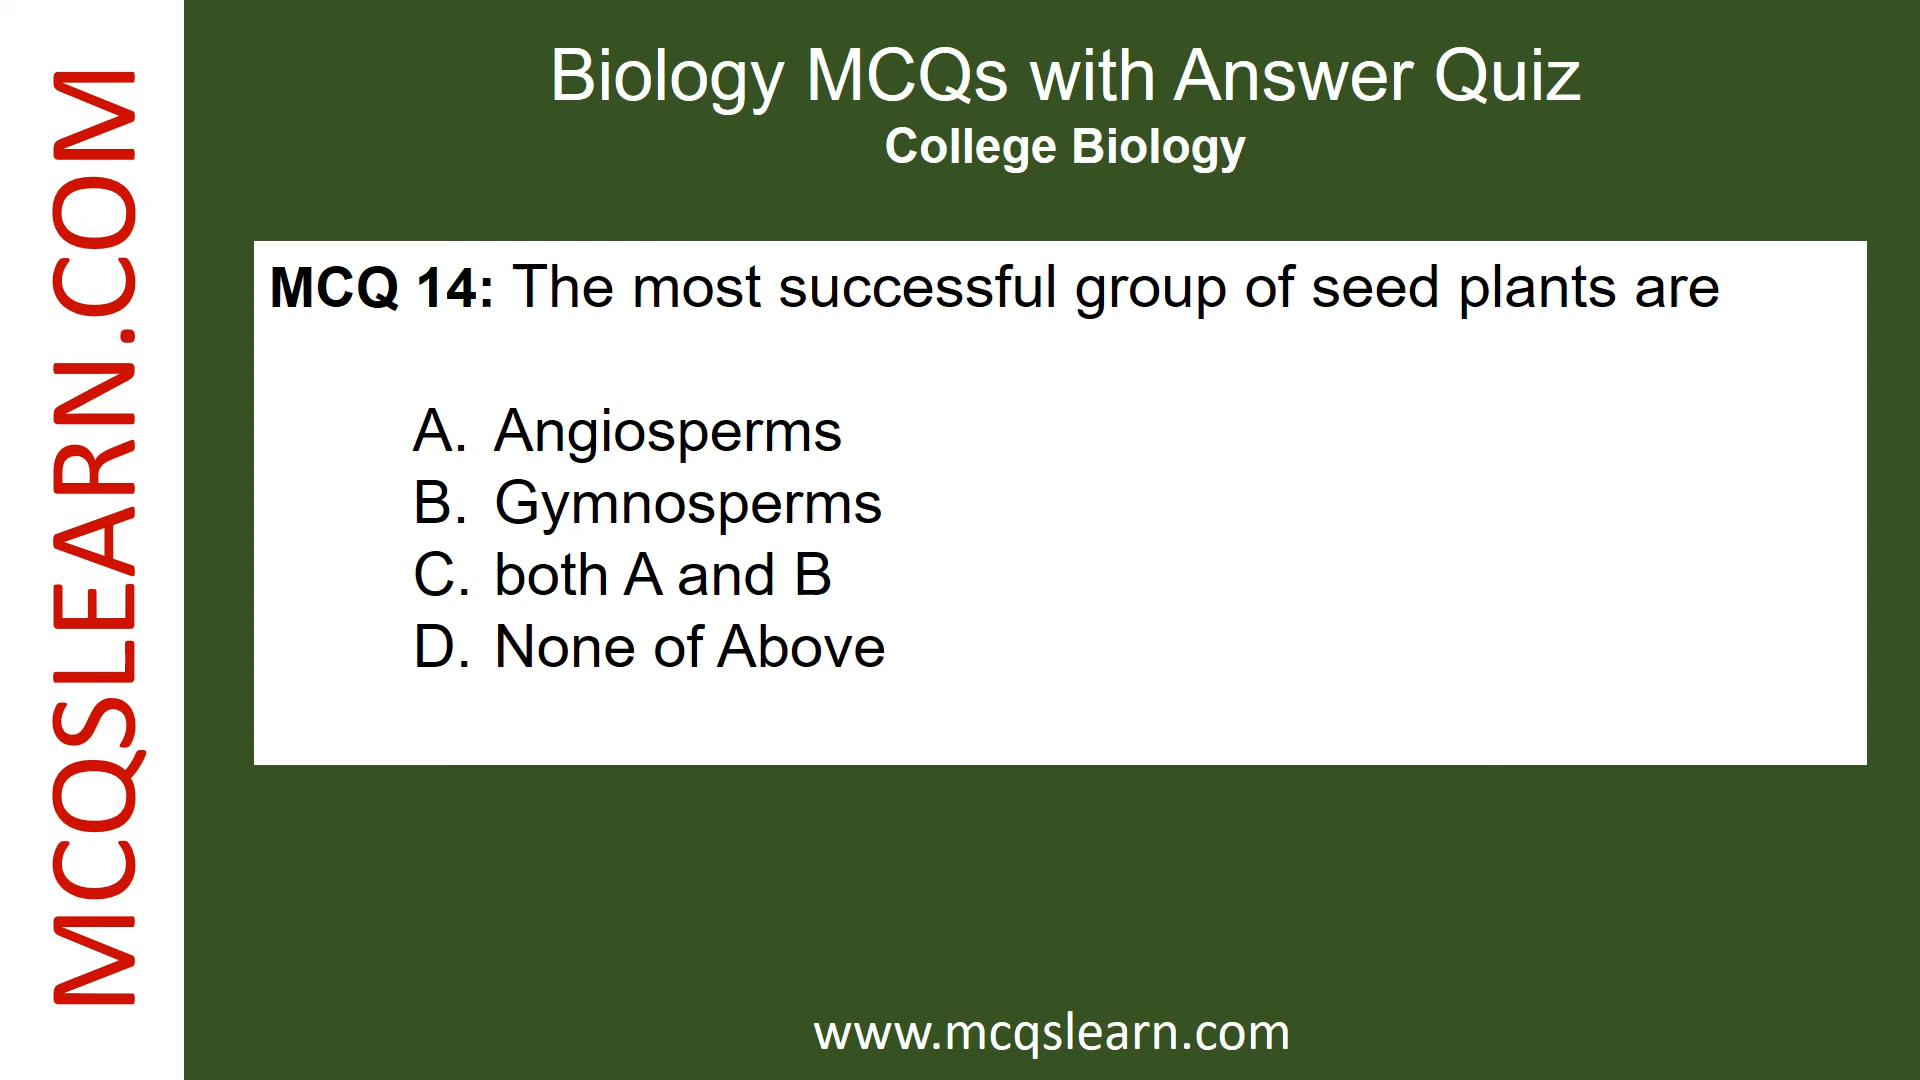 MCQSLEARN.COM
Biology MCQs with Answer Quiz
College Biology
MCQ 14: The most successful group of seed plants are
A. Angiosperms
B. Gymnosperms
C. both A and B
D. None of Above
www.mcqslearn.com